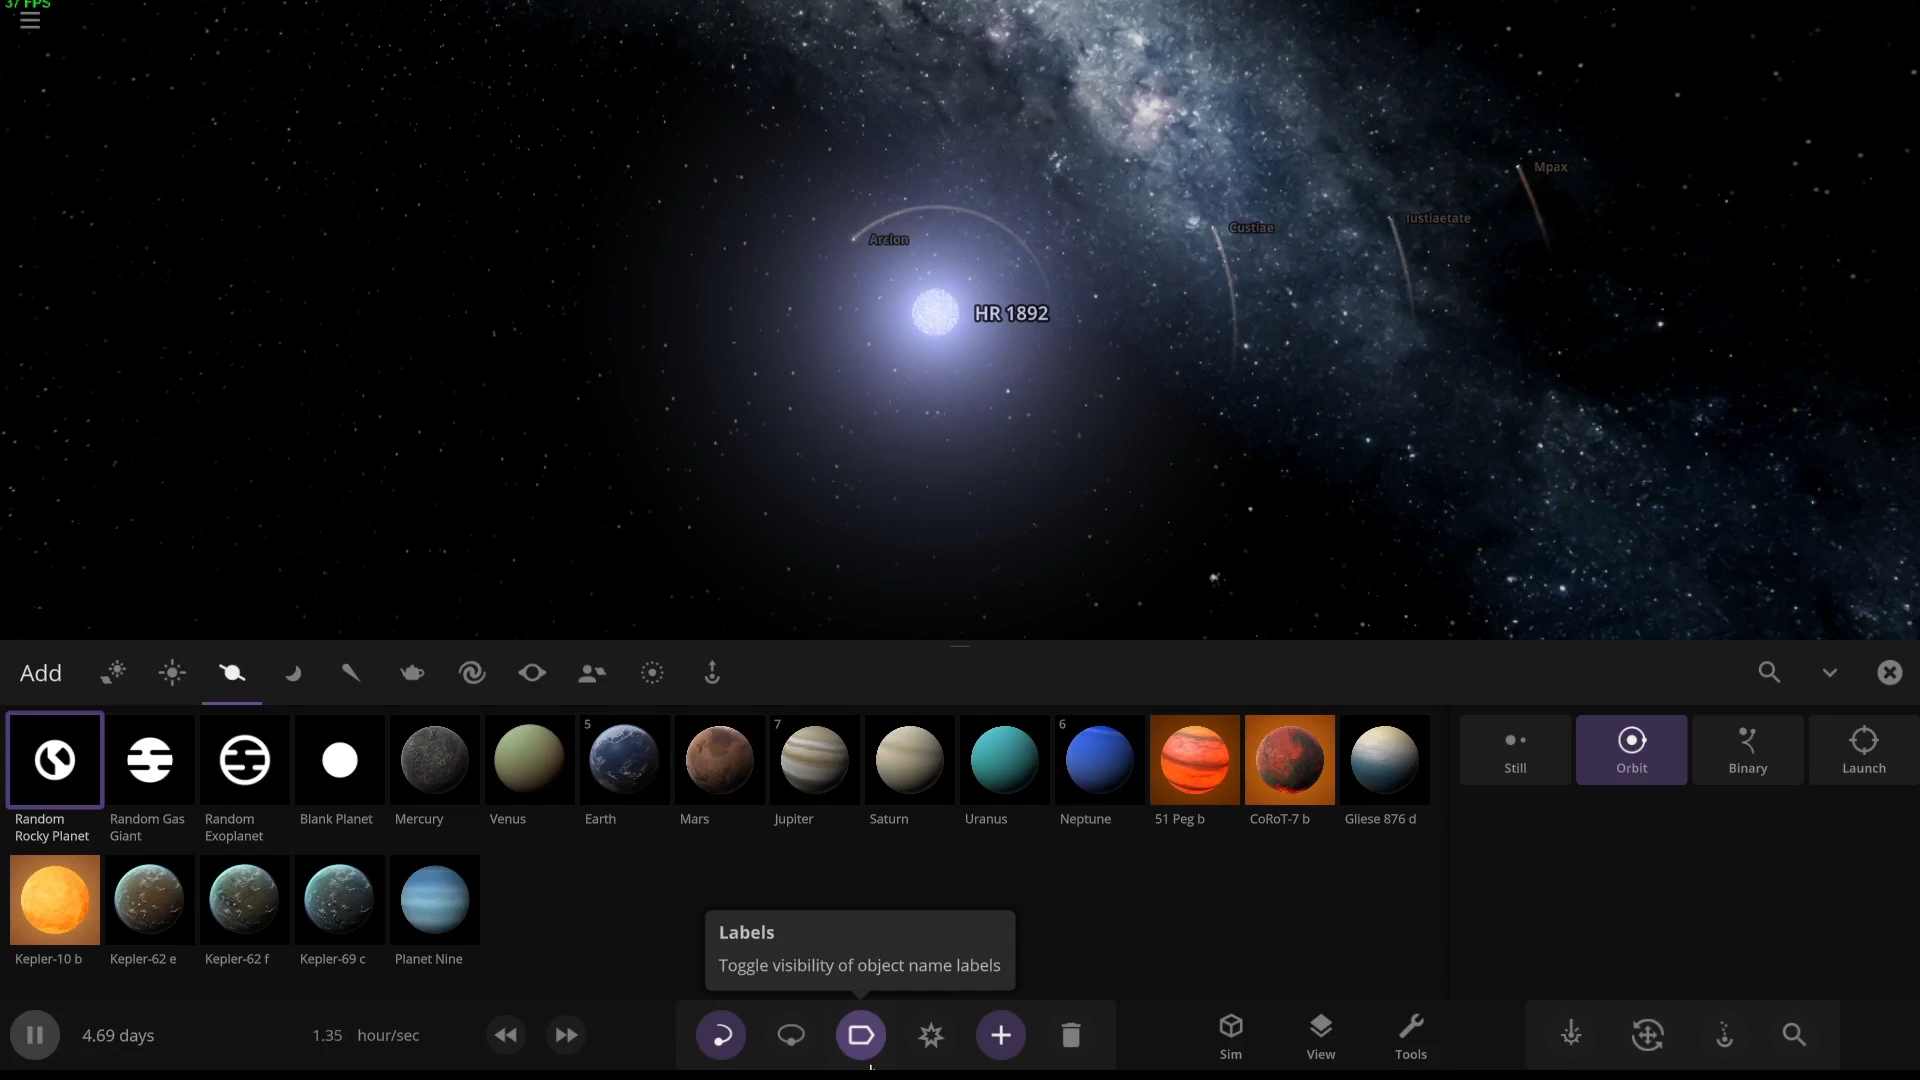 37 FPS
Mpax
Iustiaetate
Custiae
Arcion
HR 1892
Add
5
7
6
Still
Orbit
Binary
Launch
Random Rocky Planet
Random Gas Giant
Random Exoplanet
Blank Planet
Mercury
Venus
Earth
Mars
Jupiter
Saturn
Uranus
Neptune
51 Peg b
CoRoT-7 b
Gliese 876 d
Kepler-10 b
Kepler-62 e
Kepler-62 f
Kepler-69 c
Planet Nine
Labels
Toggle visibility of object name labels
4.69 days
1.35 hour/sec
Sim
View
Tools